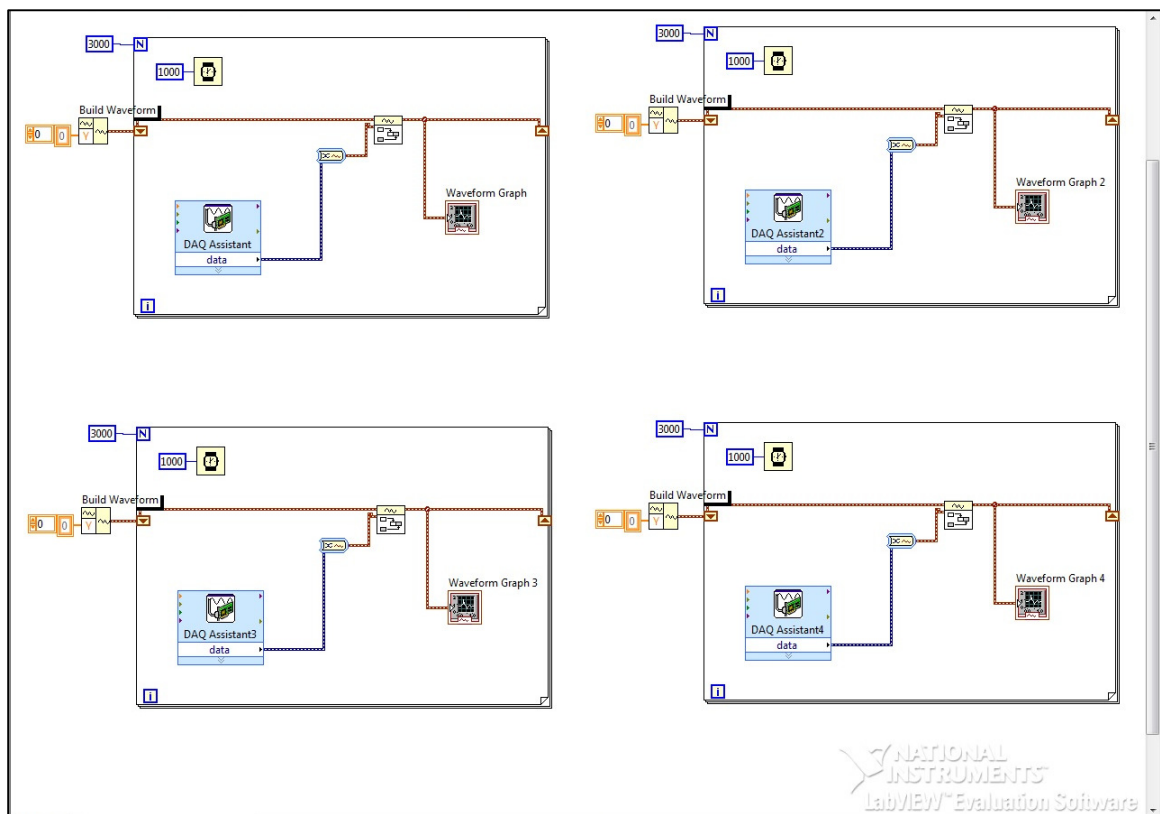 3000 N
1000
Build Waveform
0 0 Y
Waveform Graph
DAQ Assistant
data
i
3000 N
1000
Build Waveform
0 0 Y
Waveform Graph 2
DAQ Assistant2
data
i
3000 N
1000
Build Waveform
0 0 Y
Waveform Graph 3
DAQ Assistant3
data
i
3000 N
1000
Build Waveform
0 0 Y
Waveform Graph 4
DAQ Assistant4
data
i
NATIONAL
INSTRUMENTS™
LabVIEW™ Evaluation Software